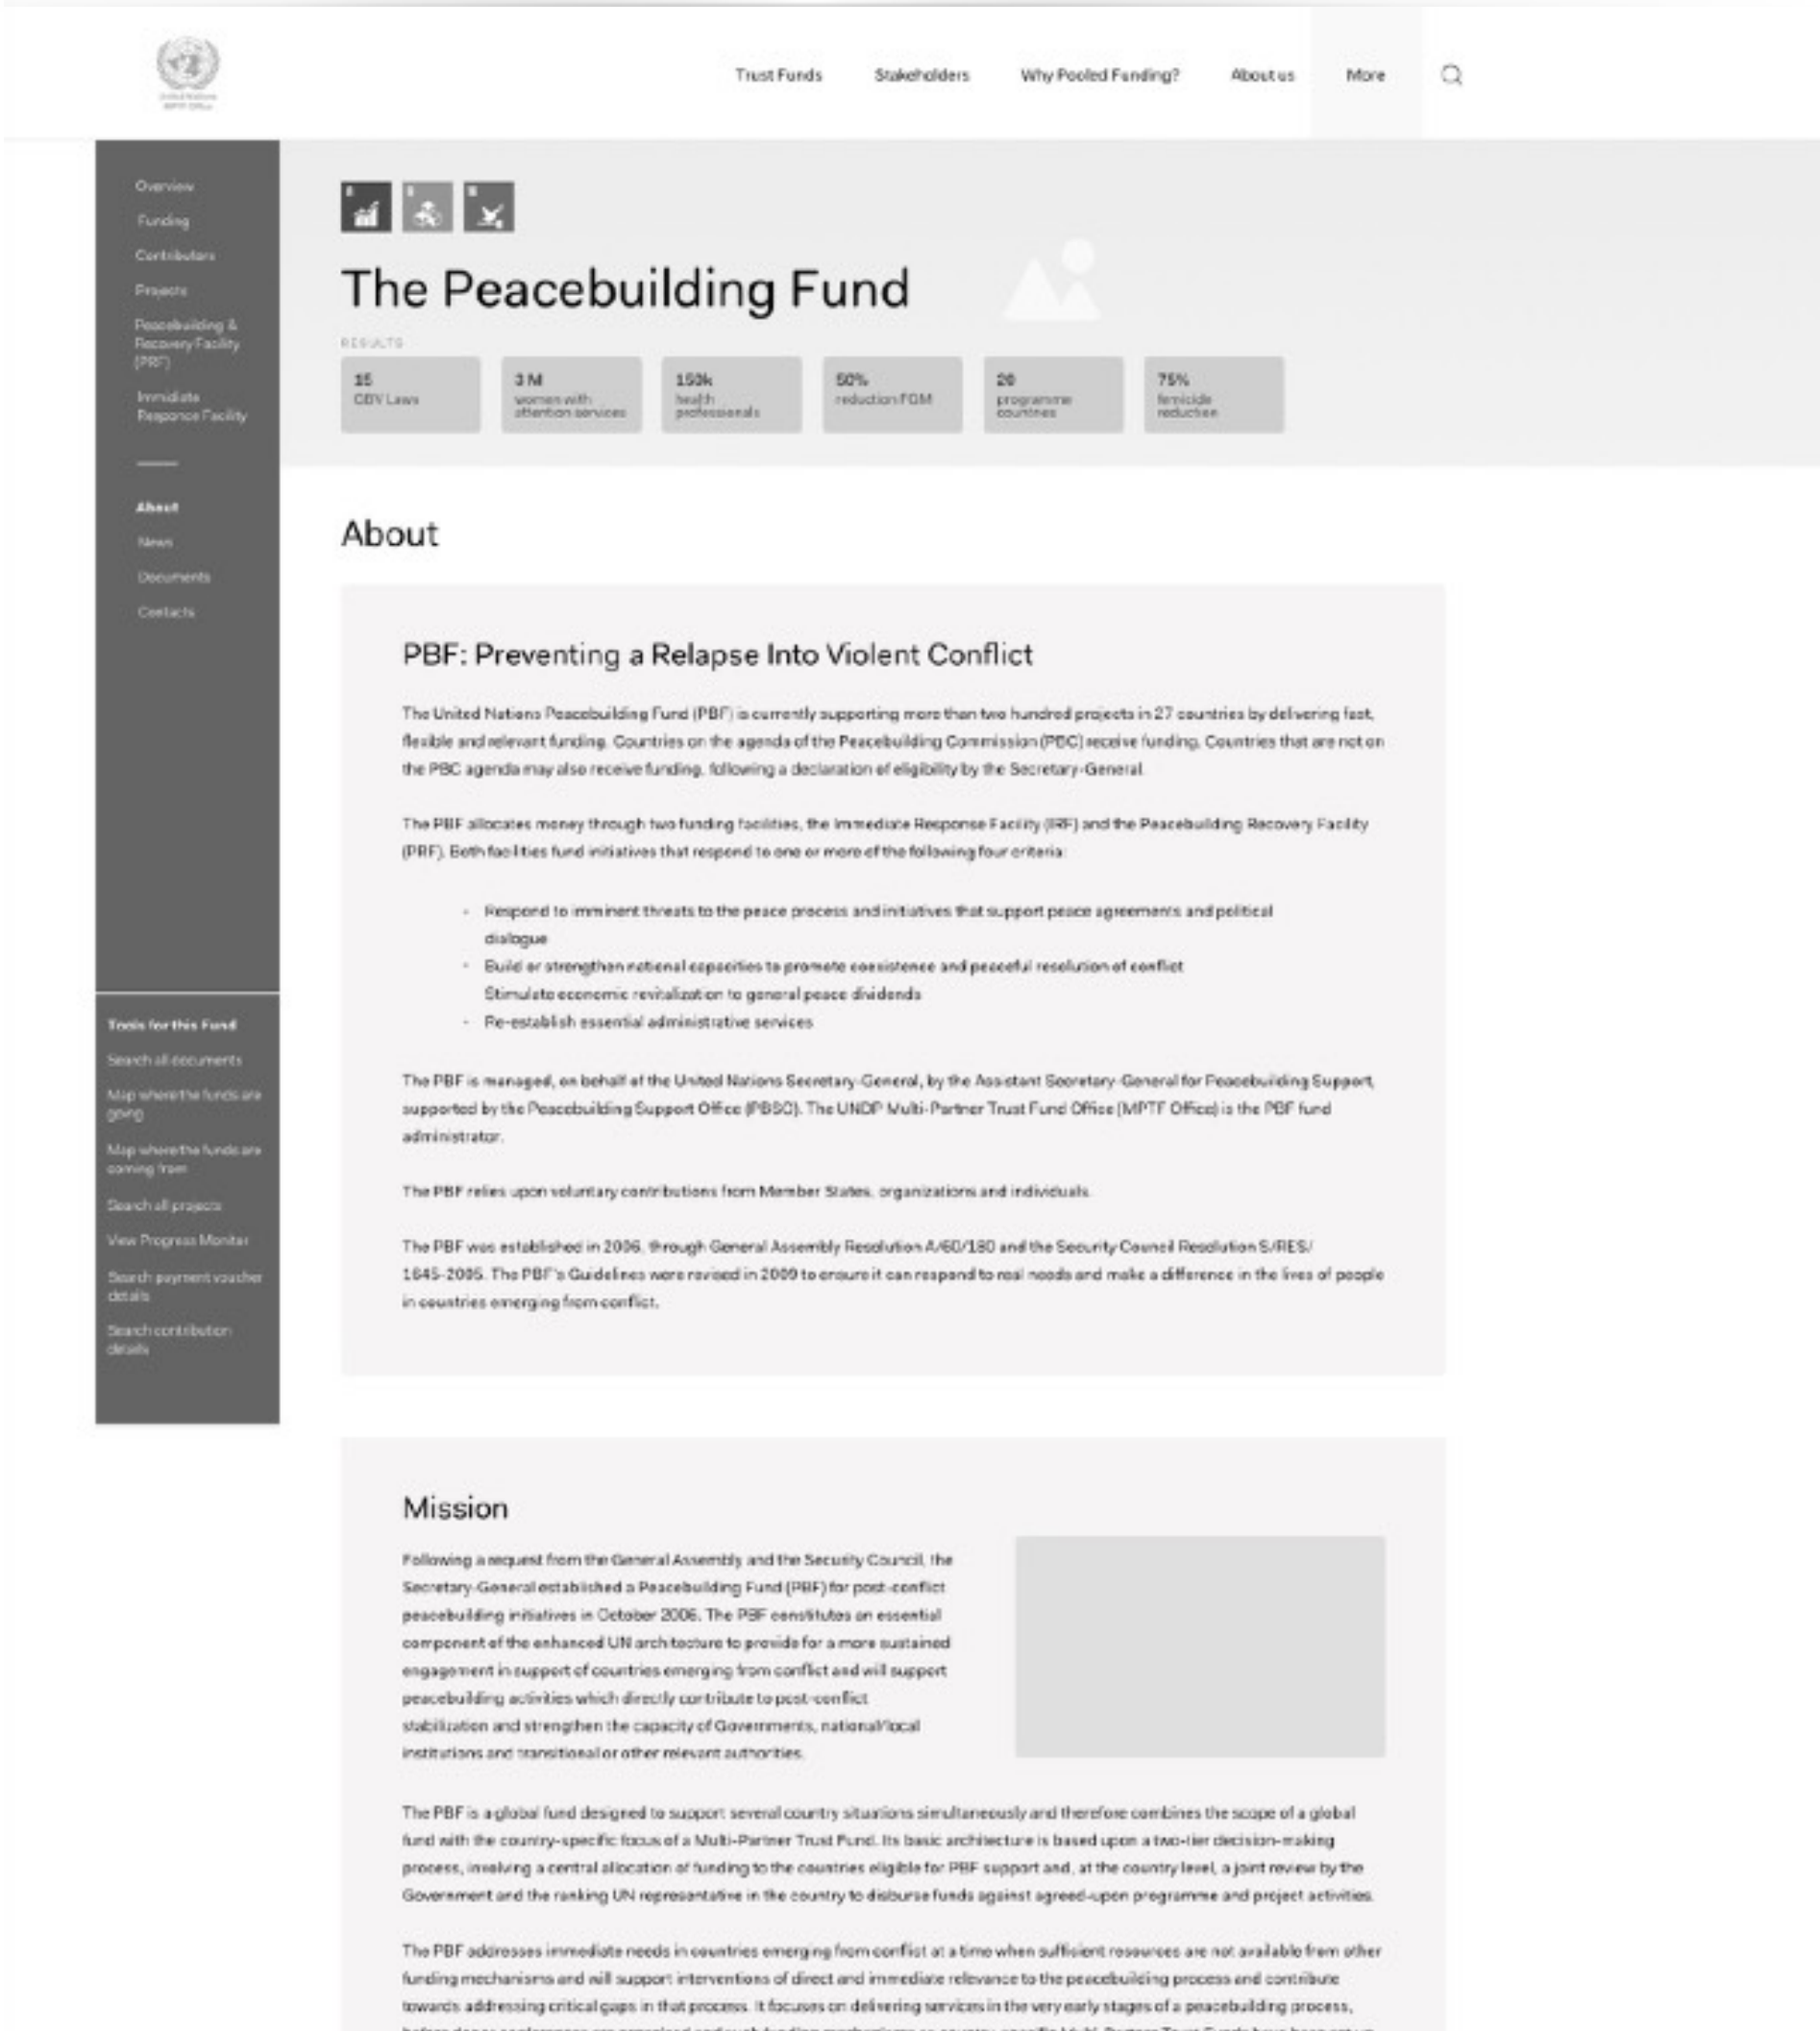 United Nations
MPTF Office
Trust Funds
Stakeholders
Why Pooled Funding?
About us
More
Overview
Funding
Contributors
Projects
Peacebuilding &
Recovery Facility
(PRF)
Immidiate
Responce Facility
About
News
Documents
Contacts
Tools for this Fund
Search all documents
Map where the funds are
going
Map where the funds are
coming from
Search all projects
View Progress Moniter
Search payment voucher
details
Search contribution
details
The Peacebuilding Fund
RESULTS
15
GBV Laws
3 M
women with
attention services
150k
health
professionals
50%
reduction FGM
20
programme
countries
75%
femicide
reduction
About
PBF: Preventing a Relapse Into Violent Conflict
The United Nations Peacebuilding Fund (PBF) is currently supporting more than two hundred projects in 27 countries by delivering fast,
flexible and relevant funding. Countries on the agenda of the Peacebuilding Commission (PBC) receive funding. Countries that are not on
the PBC agenda may also receive funding, following a declaration of eligibility by the Secretary-General.
The PBF allocates money through two funding facilities, the Immediate Response Facility (IRF) and the Peacebuilding Recovery Facility
(PRF). Both facilities fund initiatives that respond to one or more of the following four criteria:
- Respond to imminent threats to the peace process and initiatives that support peace agreements and political
dialogue
- Build or strengthen national capacities to promote coexistence and peaceful resolution of conflict
Stimulate economic revitalization to general peace dividends
- Re-establish essential administrative services
The PBF is managed, on behalf of the United Nations Secretary-General, by the Assistant Secretary-General for Peacebuilding Support,
supported by the Peacebuilding Support Office (PBSO). The UNDP Multi-Partner Trust Fund Office (MPTF Office) is the PBF fund
administrator.
The PBF relies upon voluntary contributions from Member States, organizations and individuals.
The PBF was established in 2006, through General Assembly Resolution A/60/180 and the Security Council Resolution S/RES/
1645-2005. The PBF's Guidelines were revised in 2009 to ensure it can respond to real needs and make a difference in the lives of people
in countries emerging from conflict.
Mission
Following a request from the General Assembly and the Security Council, the
Secretary-General established a Peacebuilding Fund (PBF) for post-conflict
peacebuilding initiatives in October 2006. The PBF constitutes an essential
component of the enhanced UN architecture to provide for a more sustained
engagement in support of countries emerging from conflict and will support
peacebuilding activities which directly contribute to post-conflict
stabilization and strengthen the capacity of Governments, national/local
institutions and transitional or other relevant authorities.
The PBF is a global fund designed to support several country situations simultaneously and therefore combines the scope of a global
fund with the country-specific focus of a Multi-Partner Trust Fund. Its basic architecture is based upon a two-tier decision-making
process, involving a central allocation of funding to the countries eligible for PBF support and, at the country level, a joint review by the
Government and the ranking UN representative in the country to disburse funds against agreed-upon programme and project activities.
The PBF addresses immediate needs in countries emerging from conflict at a time when sufficient resources are not available from other
funding mechanisms and will support interventions of direct and immediate relevance to the peacebuilding process and contribute
towards addressing critical gaps in that process. It focuses on delivering services in the very early stages of a peacebuilding process,